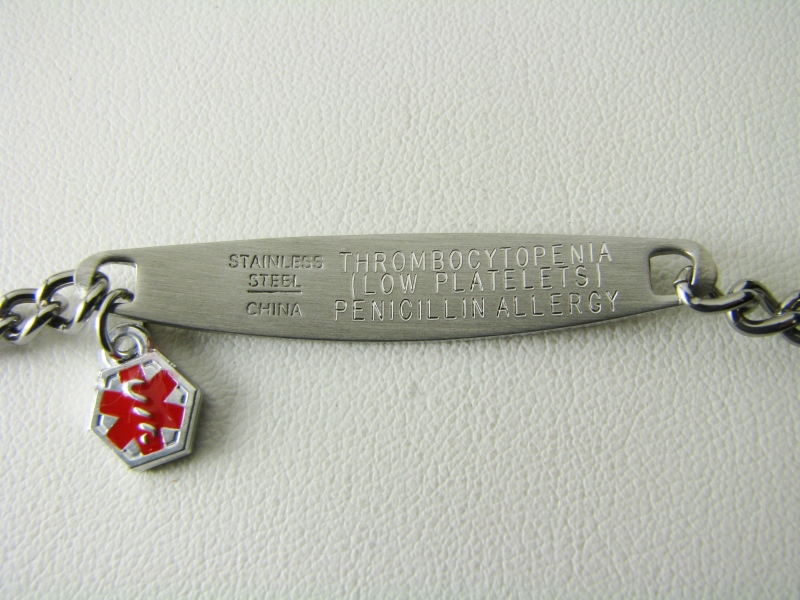 STAINLESS
STEEL
CHINA
THROMBOCYTOPENIA
(LOW PLATELETS)
PENICILLIN ALLERGY